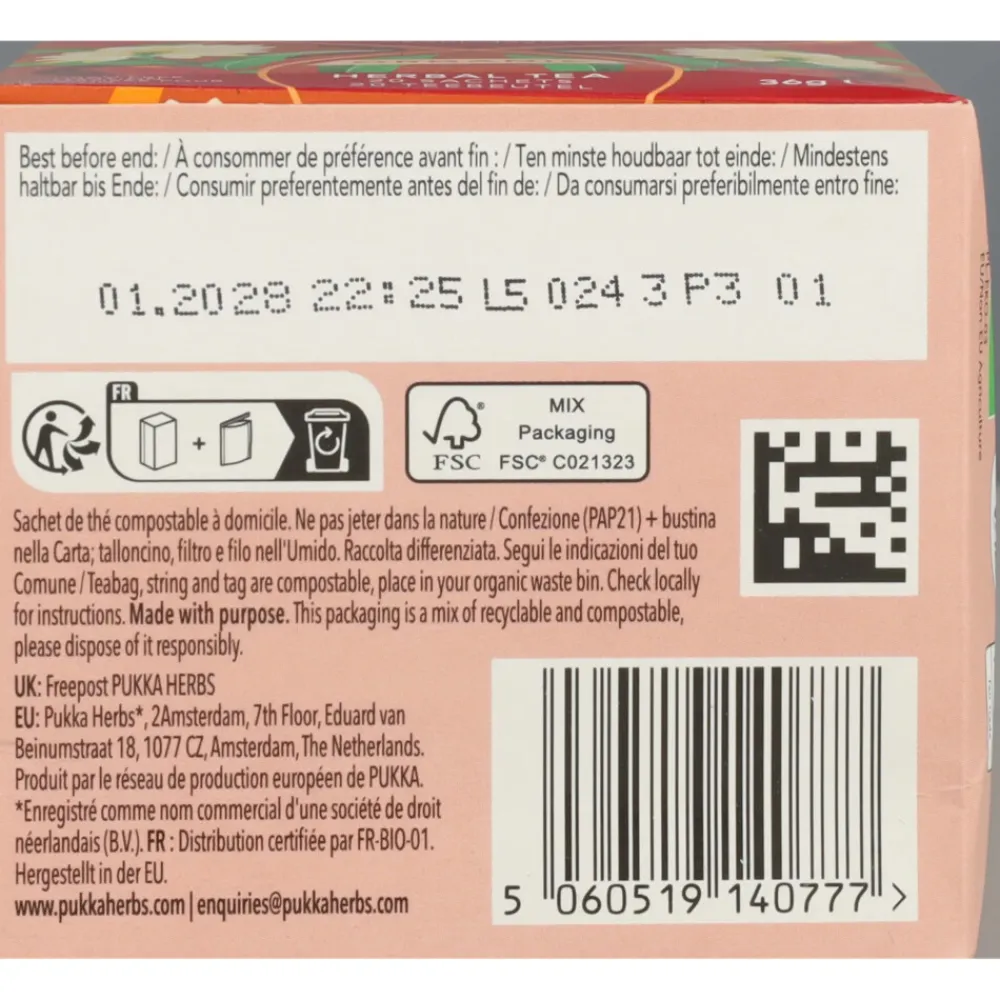 HERBAL TEA
20 SACHETS
20 TEEBEUTEL
36g
Best before end: / À consommer de préférence avant fin : / Ten minste houdbaar tot einde: / Mindestens
haltbar bis Ende: / Consumir preferentemente antes del fin de: / Da consumarsi preferibilmente entro fine:
01.2028 22:25 L5 024 3 P3 01
FR
+
FSC®
MIX
Packaging
FSC® C021323
Sachet de thé compostable à domicile. Ne pas jeter dans la nature / Confezione (PAP21) + bustina
nella Carta; talloncino, filtro e filo nell'Umido. Raccolta differenziata. Segui le indicazioni del tuo
Comune / Teabag, string and tag are compostable, place in your organic waste bin. Check locally
for instructions. Made with purpose. This packaging is a mix of recyclable and compostable,
please dispose of it responsibly.
UK: Freepost PUKKA HERBS
EU: Pukka Herbs*, 2Amsterdam, 7th Floor, Eduard van
Beinumstraat 18, 1077 CZ, Amsterdam, The Netherlands.
Produit par le réseau de production européen de PUKKA.
*Enregistré comme nom commercial d'une société de droit
néerlandais (B.V.). FR : Distribution certifiée par FR-BIO-01.
Hergestellt in der EU.
www.pukkaherbs.com | enquiries@pukkaherbs.com
5 060519 140777 >